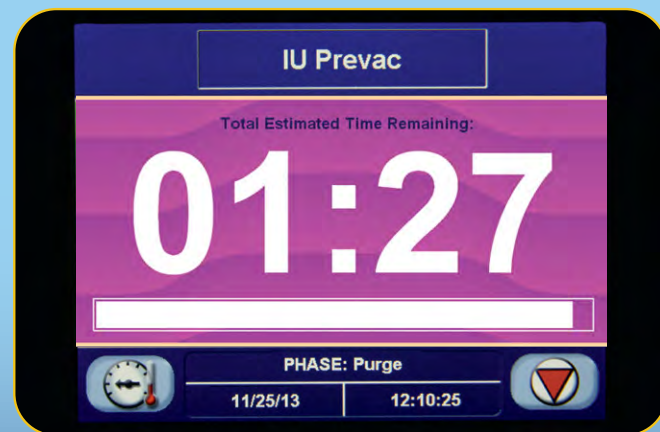 IU Prevac
Total Estimated Time Remaining:
01:27
PHASE: Purge
11/25/13
12:10:25